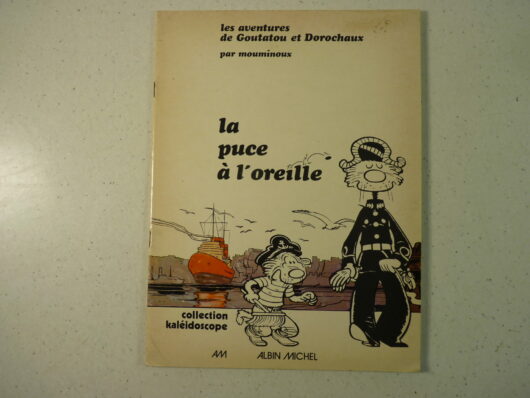 les aventures
de Goutatou et Dorochaux
par mouminoux
la
puce
à l'oreille
collection
kaléidoscope
AM ALBIN MICHEL